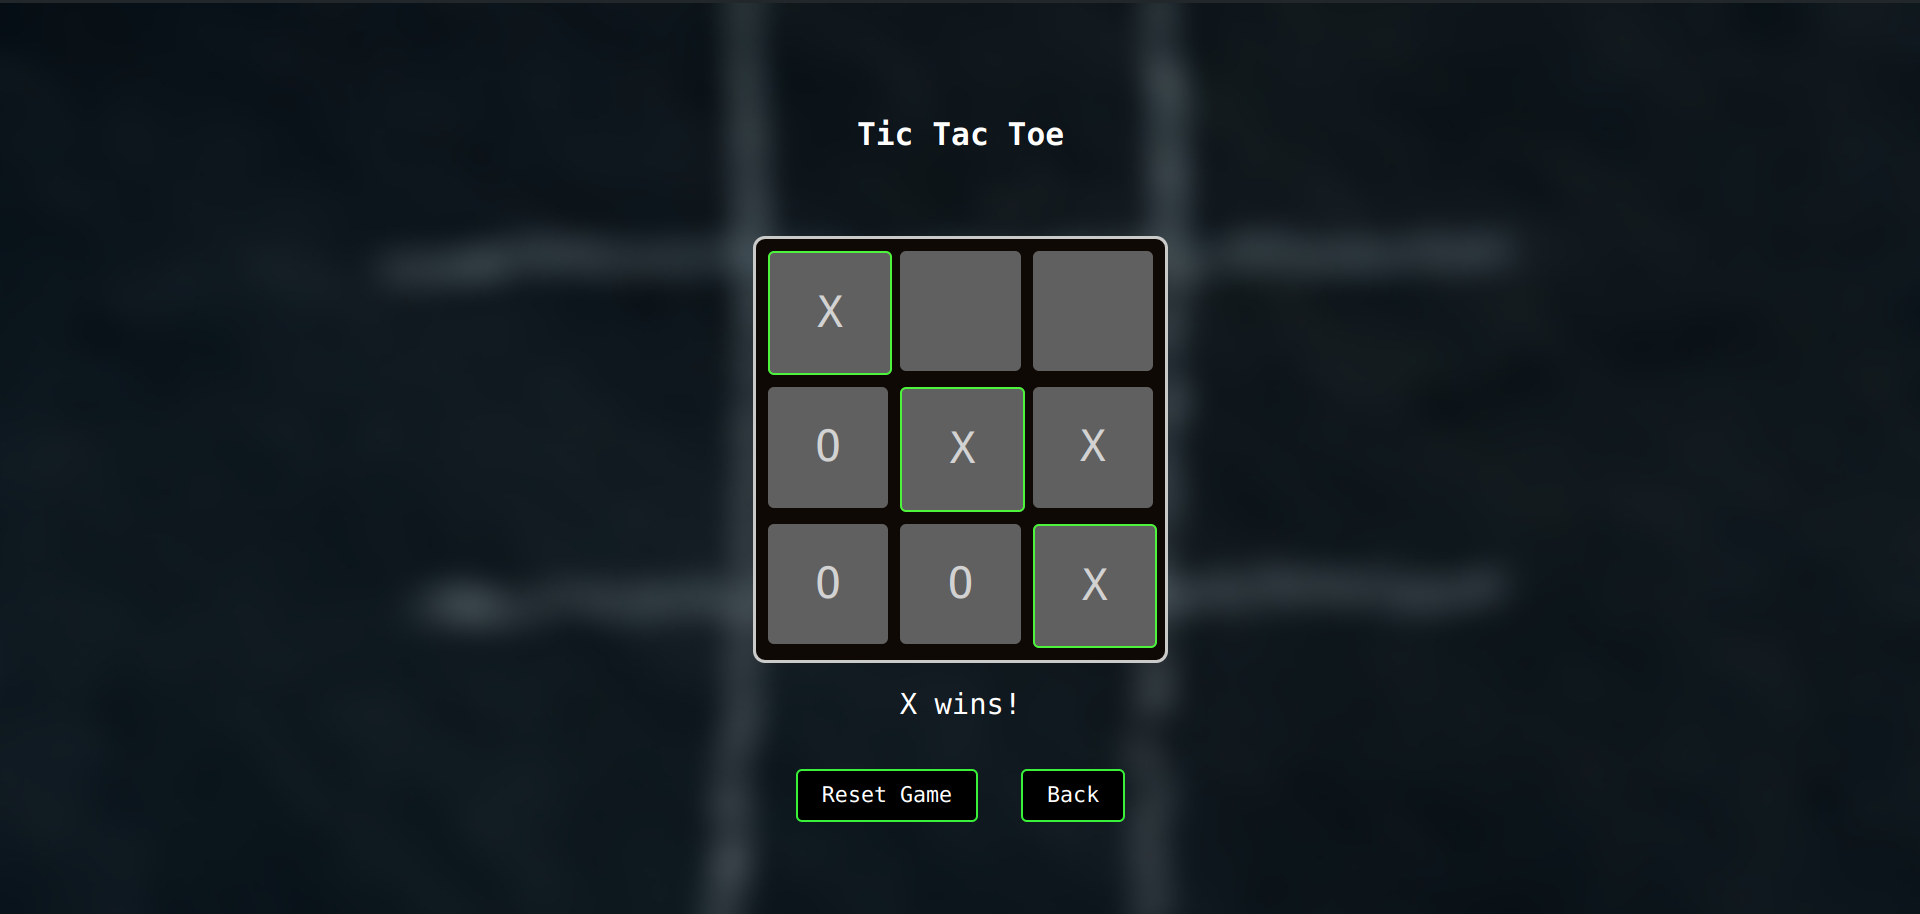 Tic Tac Toe
X
O X X
O O X
X wins!
Reset Game Back